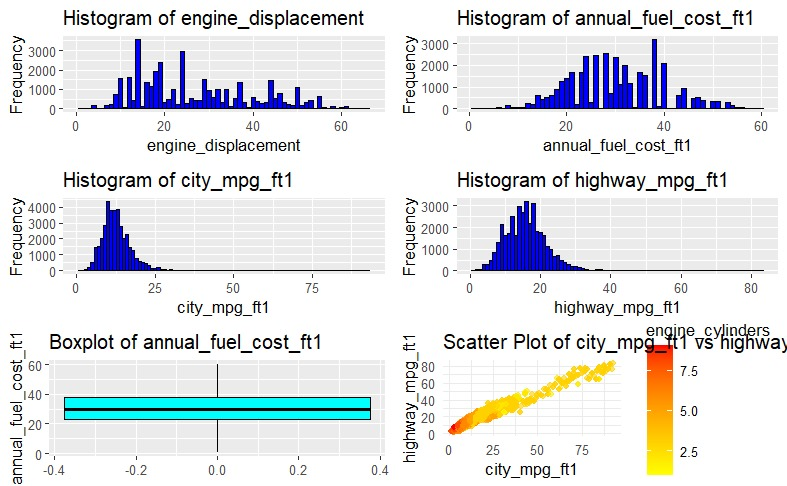 Histogram of engine_displacement
Frequency
3000
2000
1000
0
0 20 40 60
engine_displacement
Histogram of annual_fuel_cost_ft1
Frequency
3000
2000
1000
0
0 20 40 60
annual_fuel_cost_ft1
Histogram of city_mpg_ft1
Frequency
4000
3000
2000
1000
0
0 25 50 75
city_mpg_ft1
Histogram of highway_mpg_ft1
Frequency
3000
2000
1000
0
0 20 40 60 80
highway_mpg_ft1
Boxplot of annual_fuel_cost_ft1
annual_fuel_cost_ft1
60
40
20
0
-0.4 -0.2 0.0 0.2 0.4
Scatter Plot of city_mpg_ft1 vs highway
highway_mpg_ft1
80
60
40
20
0
0 25 50 75
city_mpg_ft1
engine_cylinders
7.5
5.0
2.5